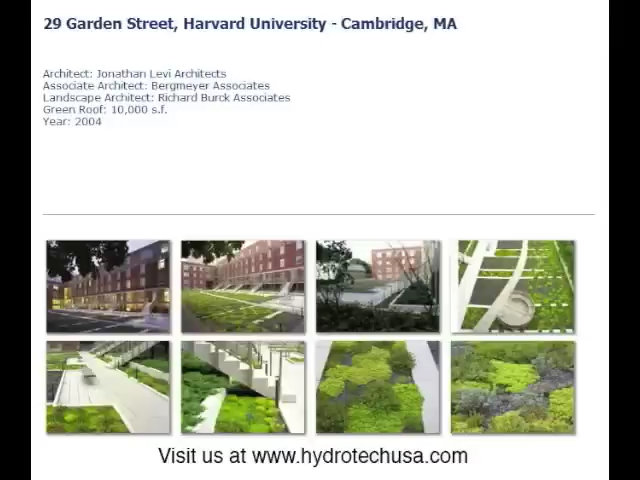 29 Garden Street, Harvard University - Cambridge, MA
Architect: Jonathan Levi Architects
Associate Architect: Bergmeyer Associates
Landscape Architect: Richard Burck Associates
Green Roof: 10,000 s.f.
Year: 2004
Visit us at www.hydrotechusa.com